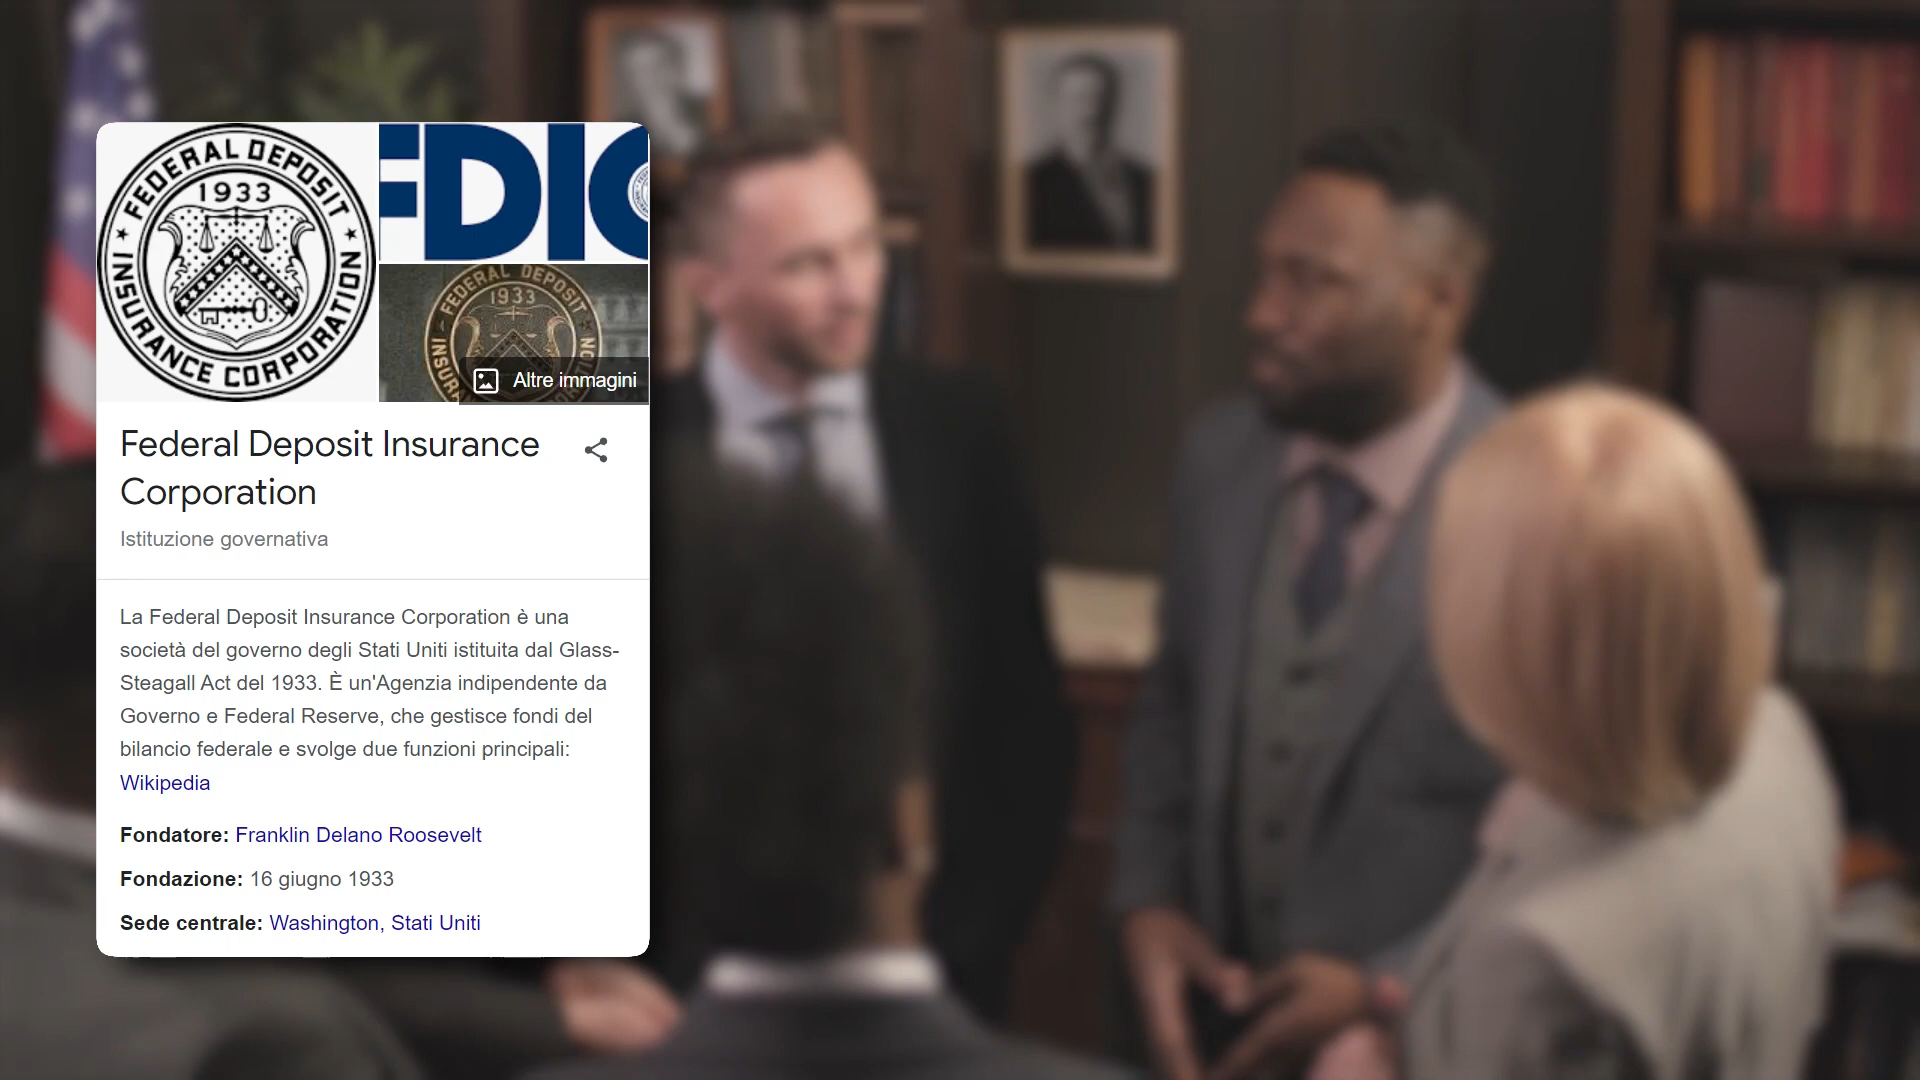 FEDERAL DEPOSIT
1933
INSURANCE CORPORATION
FDIC
FEDERAL DEPOSIT
1933
Altre immagini
Federal Deposit Insurance
Corporation
Istituzione governativa
La Federal Deposit Insurance Corporation è una
società del governo degli Stati Uniti istituita dal Glass-
Steagall Act del 1933. È un'Agenzia indipendente da
Governo e Federal Reserve, che gestisce fondi del
bilancio federale e svolge due funzioni principali:
Wikipedia
Fondatore: Franklin Delano Roosevelt
Fondazione: 16 giugno 1933
Sede centrale: Washington, Stati Uniti